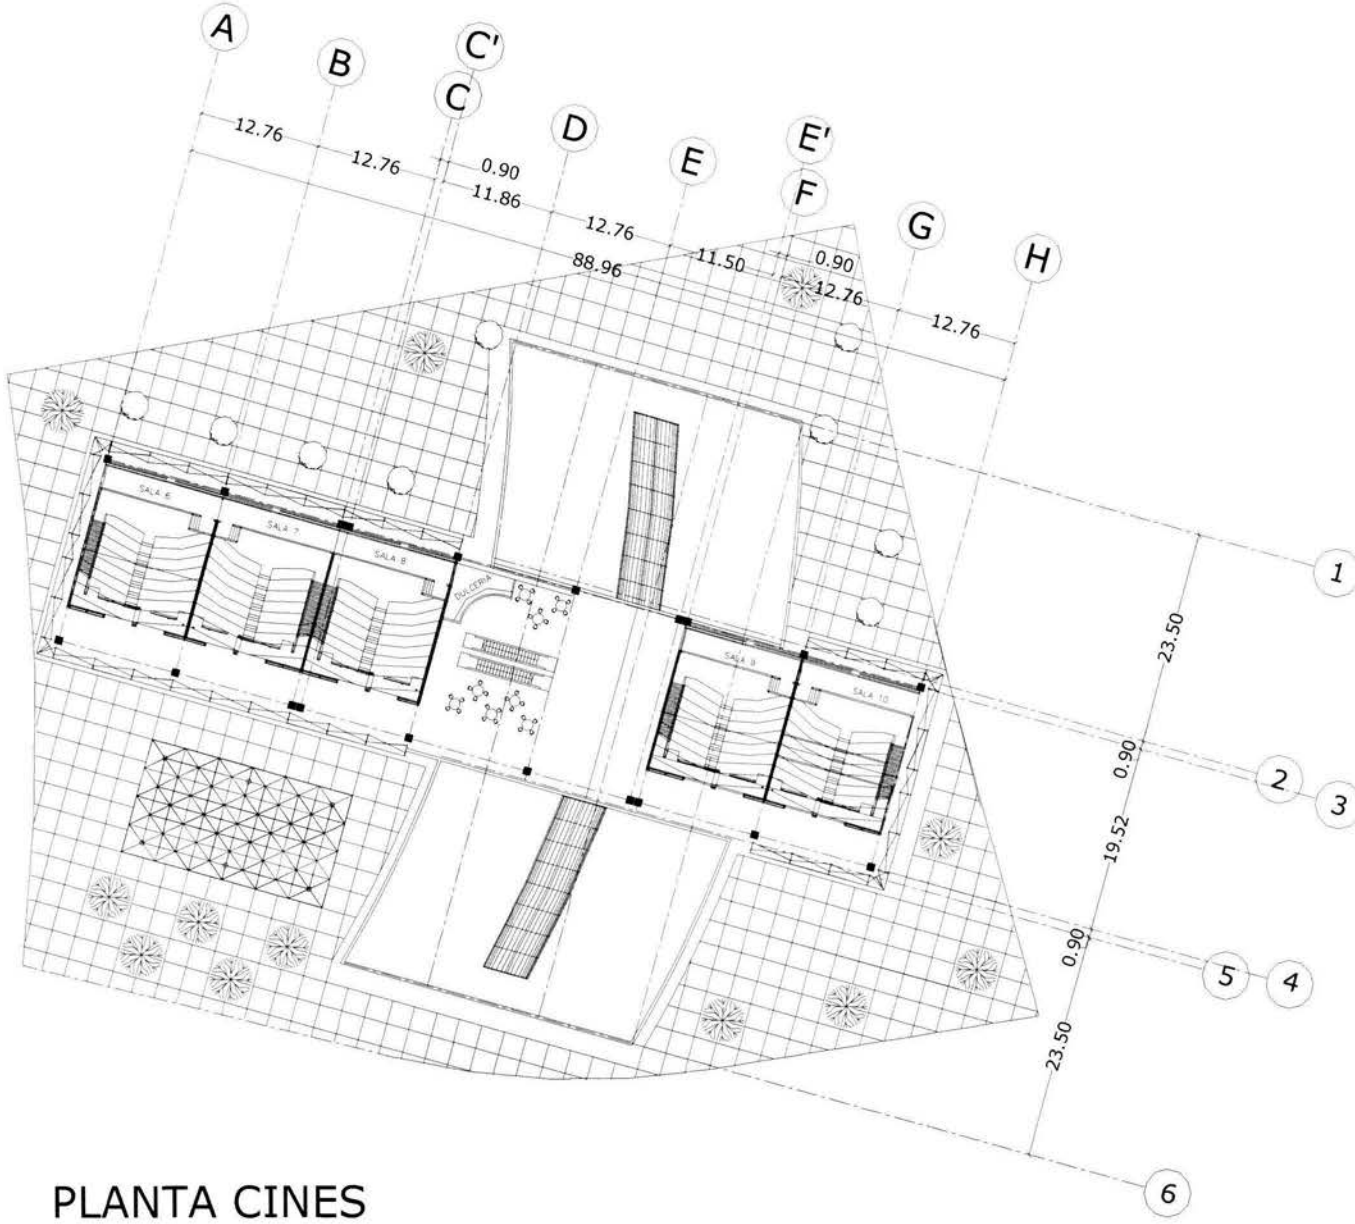 A
B
C'
C
D
E
E'
F
G
H
12.76
12.76
0.90
11.86
12.76
11.50
0.90
12.76
12.76
88.96
SALA 6
SALA 7
SALA 8
DULCERIA
SALA 9
SALA 10
1
23.50
2
0.90
3
19.52
0.90
5
4
23.50
6
PLANTA CINES